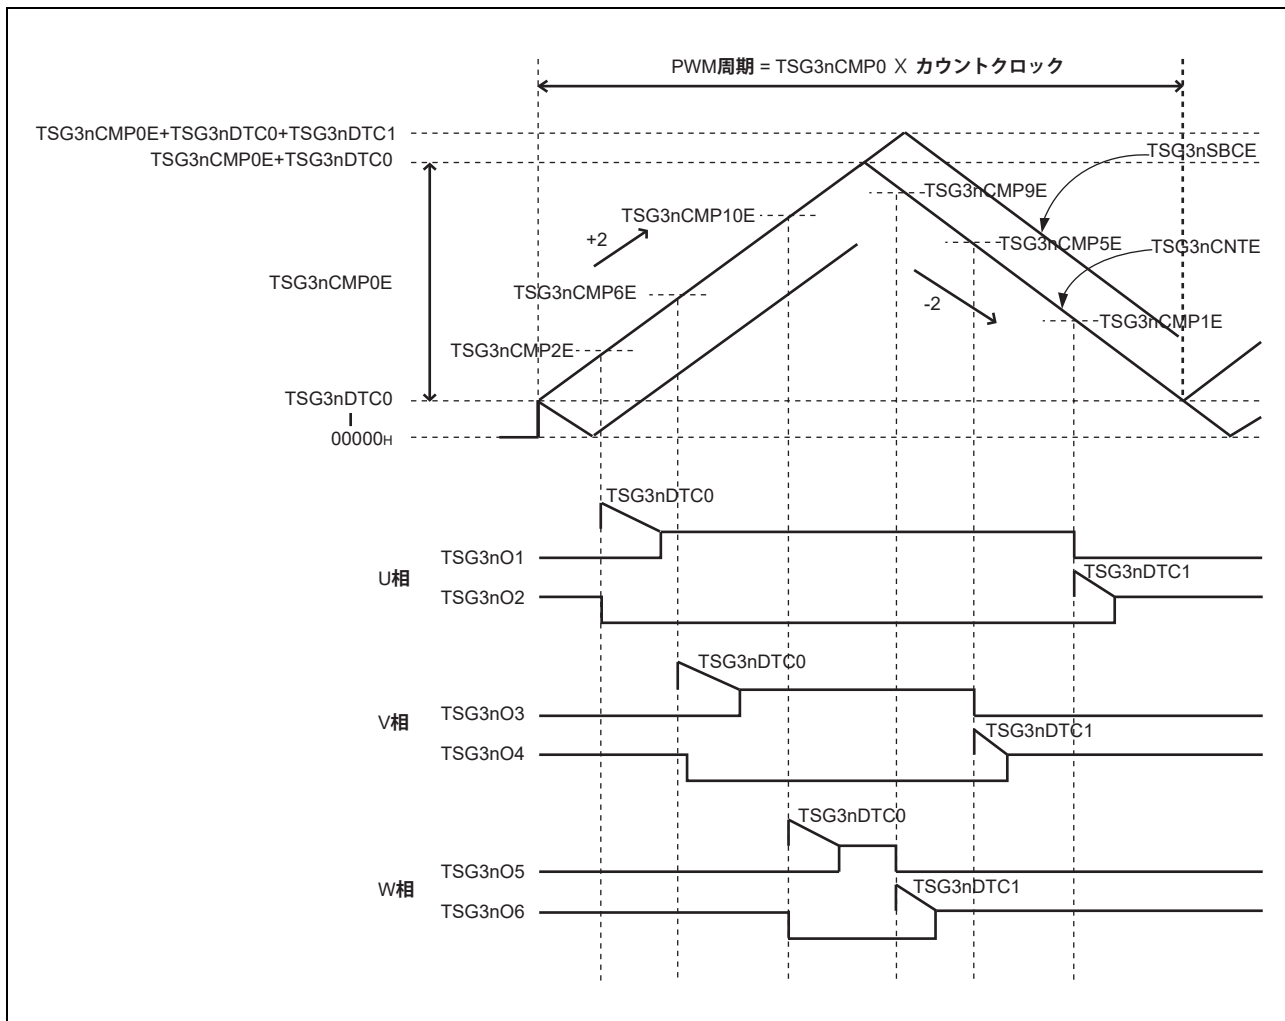 PWM周期 = TSG3nCMP0 X カウントクロック
TSG3nCMP0E+TSG3nDTC0+TSG3nDTC1
TSG3nCMP0E+TSG3nDTC0
TSG3nSBCE
TSG3nCMP9E
TSG3nCMP10E
+2
TSG3nCMP5E
TSG3nCNTE
TSG3nCMP0E
TSG3nCMP6E
-2
TSG3nCMP1E
TSG3nCMP2E
TSG3nDTC0
00000H
TSG3nDTC0
TSG3nO1
U相
TSG3nDTC1
TSG3nO2
TSG3nDTC0
TSG3nO3
V相
TSG3nDTC1
TSG3nO4
TSG3nDTC0
TSG3nO5
W相
TSG3nDTC1
TSG3nO6